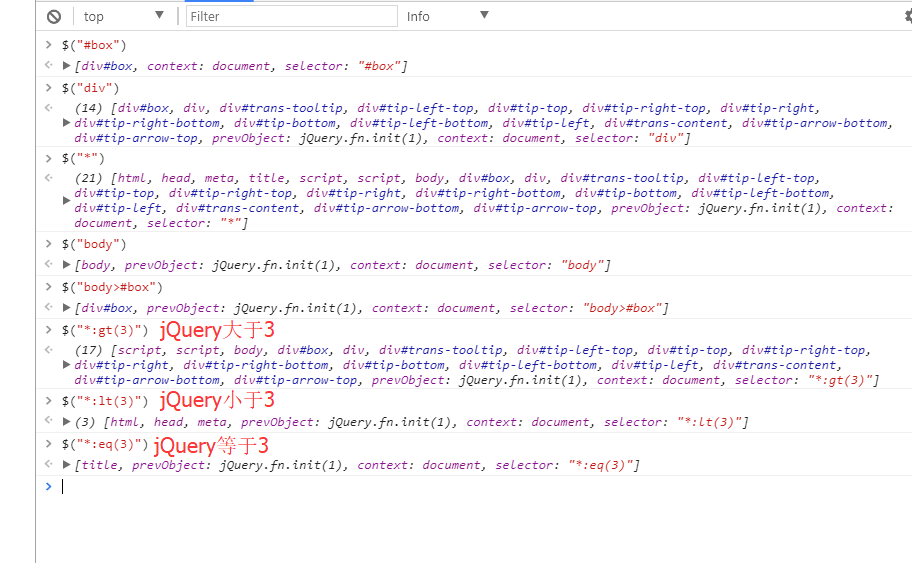 top Filter Info
$("#box")
[div#box, context: document, selector: "#box"]
$("div")
(14) [div#box, div, div#trans-tooltip, div#tip-left-top, div#tip-top, div#tip-right-top, div#tip-right,
div#tip-right-bottom, div#tip-bottom, div#tip-left-bottom, div#tip-left, div#trans-content, div#tip-arrow-bottom,
div#tip-arrow-top, prevObject: jQuery.fn.init(1), context: document, selector: "div"]
$("*")
(21) [html, head, meta, title, script, script, body, div#box, div, div#trans-tooltip, div#tip-left-top,
div#tip-top, div#tip-right-top, div#tip-right, div#tip-right-bottom, div#tip-bottom, div#tip-left-bottom,
div#tip-left, div#trans-content, div#tip-arrow-bottom, div#tip-arrow-top, prevObject: jQuery.fn.init(1), context:
document, selector: "*"]
$("body")
[body, prevObject: jQuery.fn.init(1), context: document, selector: "body"]
$("body>#box")
[div#box, prevObject: jQuery.fn.init(1), context: document, selector: "body>#box"]
$("*:gt(3)") jQuery大于3
(17) [script, script, body, div#box, div, div#trans-tooltip, div#tip-left-top, div#tip-top, div#tip-right-top,
div#tip-right, div#tip-right-bottom, div#tip-bottom, div#tip-left-bottom, div#tip-left, div#trans-content,
div#tip-arrow-bottom, div#tip-arrow-top, prevObject: jQuery.fn.init(1), context: document, selector: "*:gt(3)"]
$("*:lt(3)") jQuery小于3
(3) [html, head, meta, prevObject: jQuery.fn.init(1), context: document, selector: "*:lt(3)"]
$("*:eq(3)") jQuery等于3
[title, prevObject: jQuery.fn.init(1), context: document, selector: "*:eq(3)"]